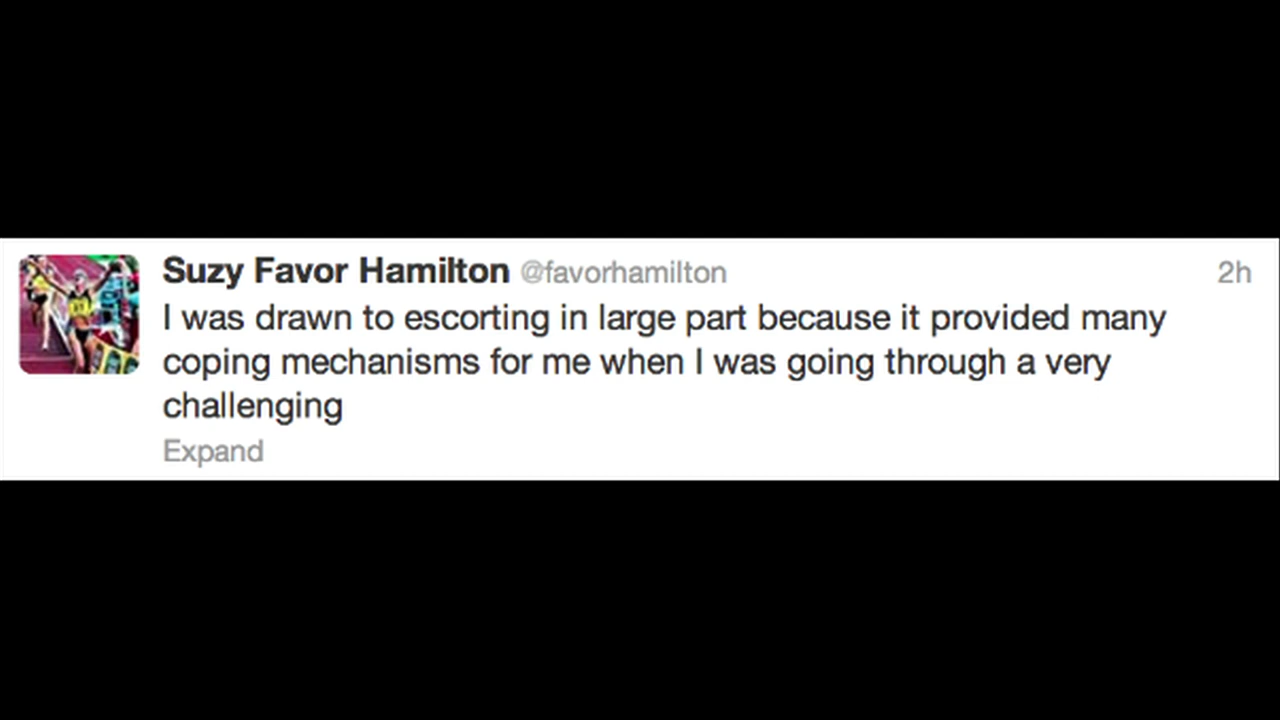 Suzy Favor Hamilton @favorhamilton 2h
I was drawn to escorting in large part because it provided many
coping mechanisms for me when I was going through a very
challenging
Expand